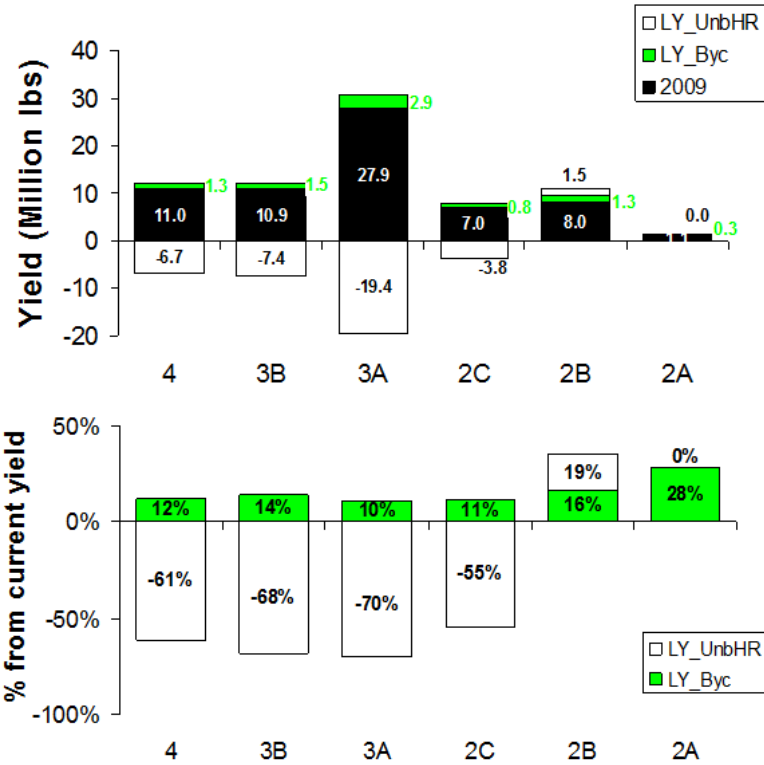 LY_UnbHR
LY_Byc
2009
Yield (Million lbs)
40
30
20
10
0
-10
-20
11.0
1.3
-6.7
10.9
1.5
-7.4
27.9
2.9
-19.4
7.0
0.8
-3.8
1.5
8.0
1.3
0.0
0.3
4
3B
3A
2C
2B
2A
% from current yield
50%
0%
-50%
-100%
12%
-61%
14%
-68%
10%
-70%
11%
-55%
19%
16%
0%
28%
LY_UnbHR
LY_Byc
4
3B
3A
2C
2B
2A